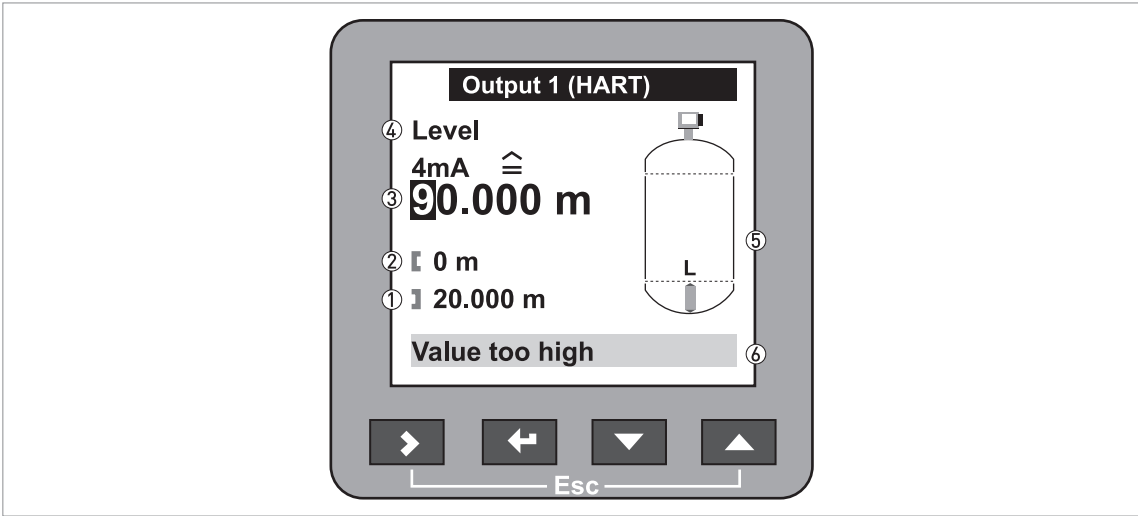 Output 1 (HART)
④ Level
4mA ≙
③ 90.000 m
② [ 0 m
① ] 20.000 m
L
⑤
Value too high
⑥
Esc